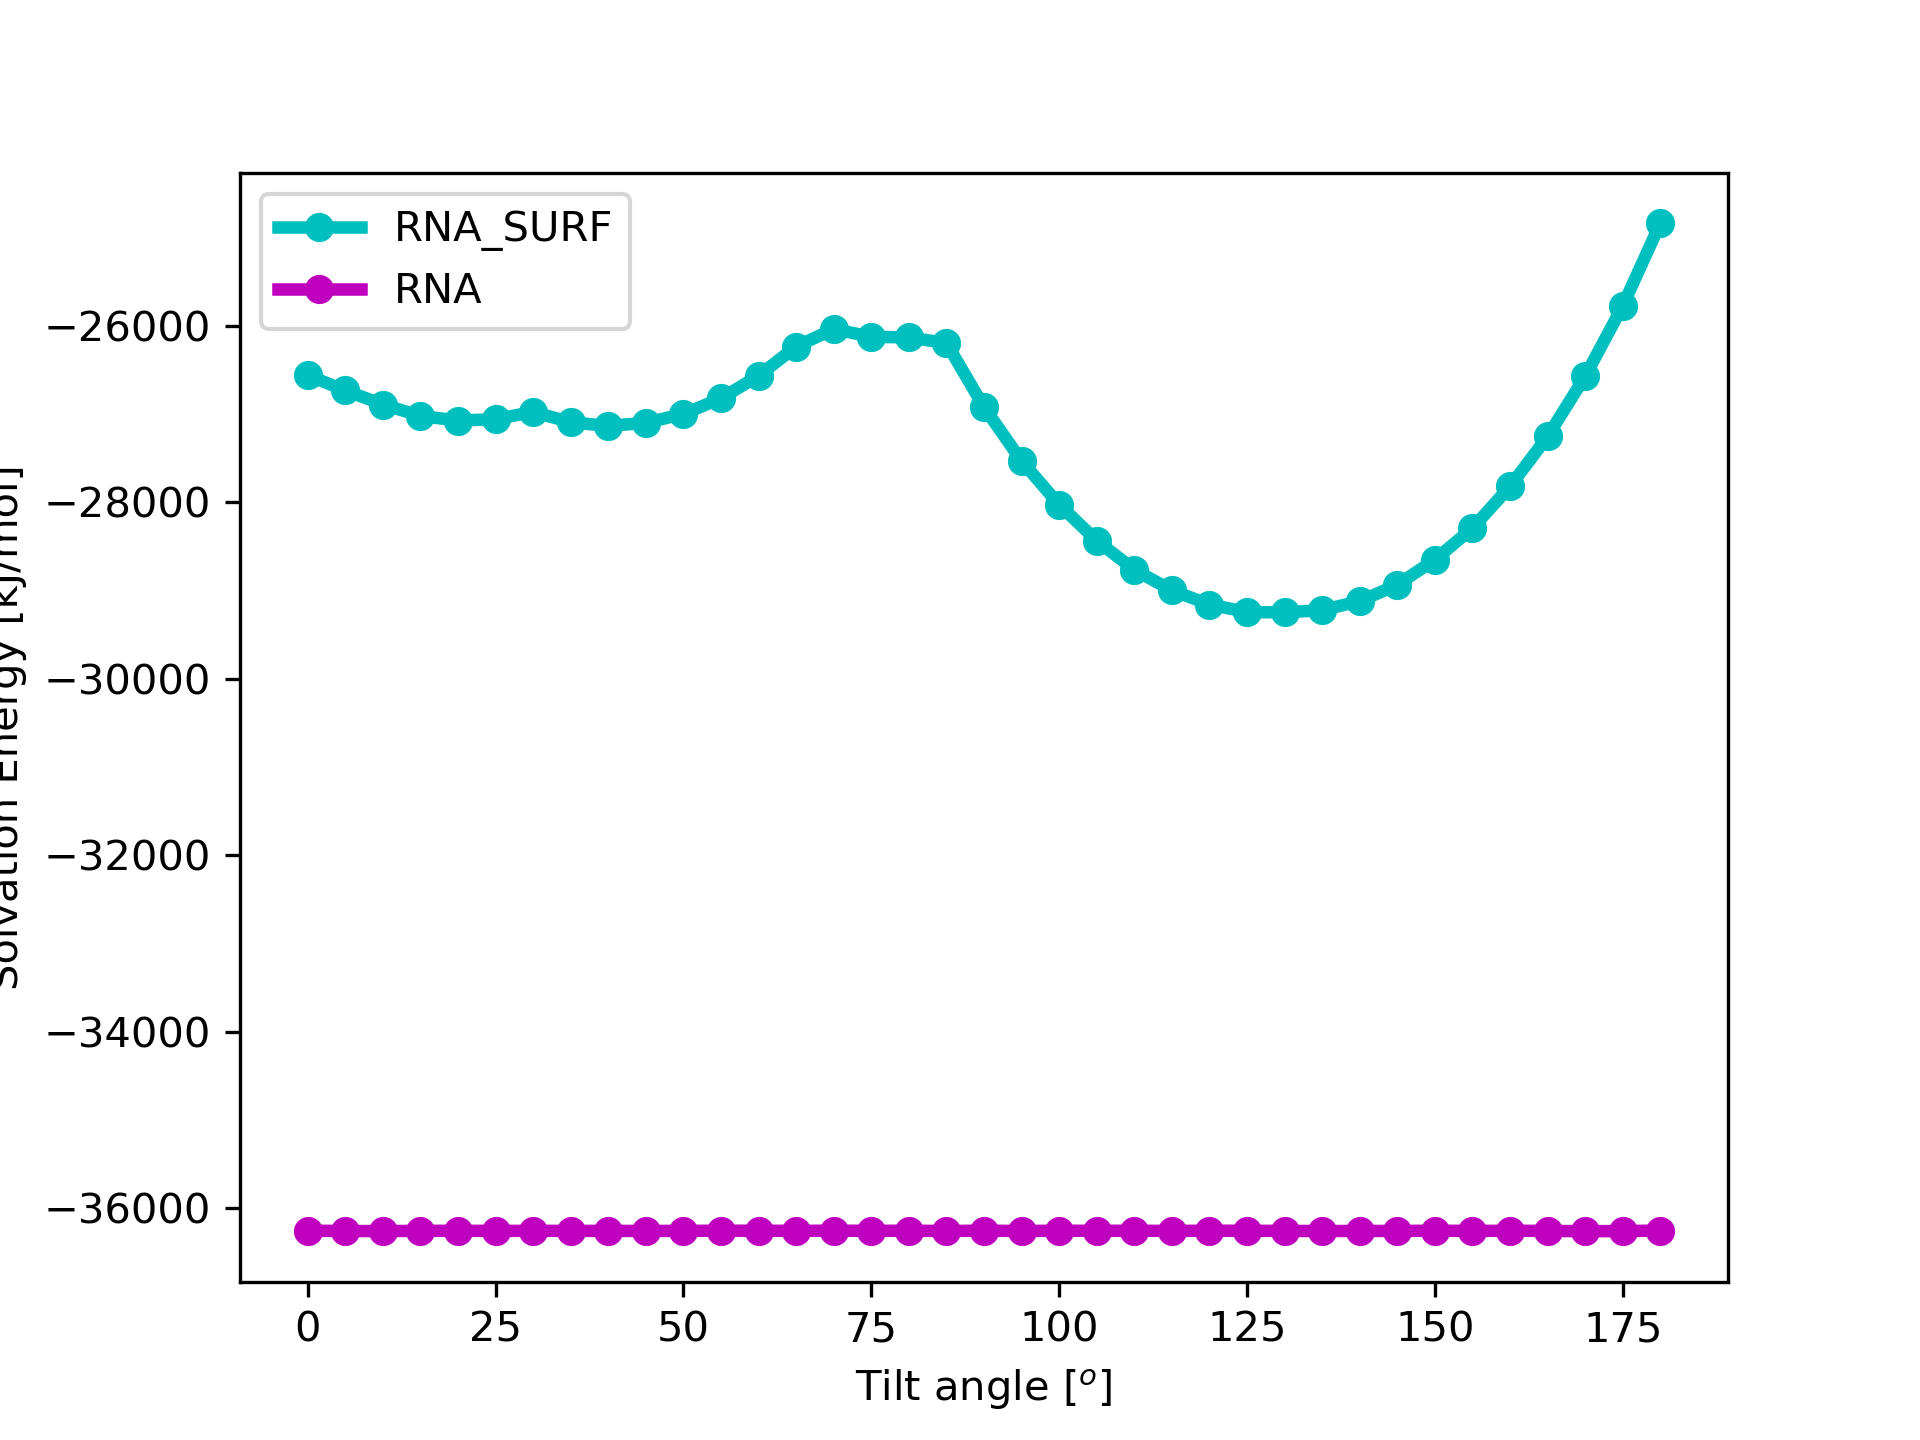 RNA_SURF
RNA
−26000
−28000
−30000
−32000
−34000
−36000
Solvation Energy [kJ/mol]
0 25 50 75 100 125 150 175
Tilt angle [º]